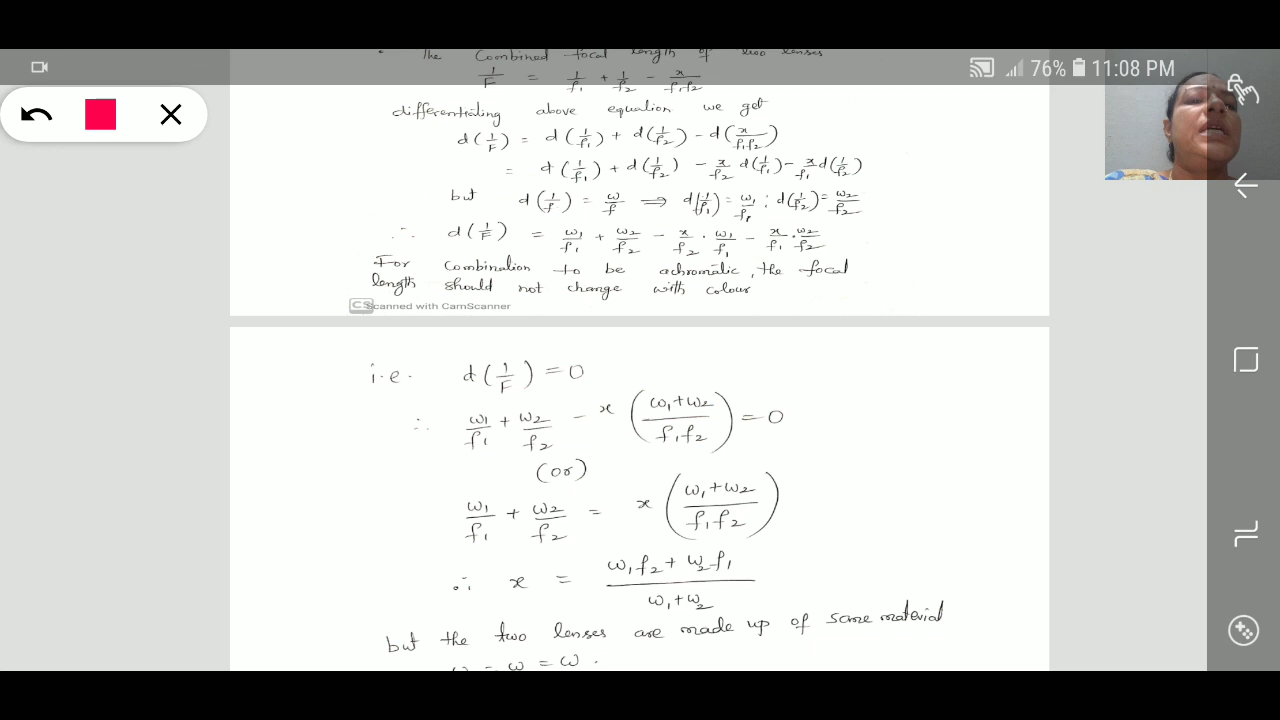 The Combined focal length of two lenses
76% 11:08 PM
1/F = 1/f₁ + 1/f₂ − x/f₁f₂
differentiating above equation we get
d(1/F) = d(1/f₁) + d(1/f₂) − d(x/f₁f₂)
= d(1/f₁) + d(1/f₂) − x/f₂ d(1/f₁) − x/f₁ d(1/f₂)
but d(1/f) = ω/f ⟹ d(1/f₁) = ω₁/f₁ ; d(1/f₂) = ω₂/f₂
∴ d(1/F) = ω₁/f₁ + ω₂/f₂ − x/f₂ · ω₁/f₁ − x/f₁ · ω₂/f₂
For combination to be achromatic, the focal
length should not change with colour
CS Scanned with CamScanner
i.e. d(1/F) = 0
∴ ω₁/f₁ + ω₂/f₂ − x((ω₁+ω₂)/f₁f₂) = 0
(or)
ω₁/f₁ + ω₂/f₂ = x((ω₁+ω₂)/f₁f₂)
∴ x = (ω₁f₂ + ω₂f₁)/(ω₁+ω₂)
but the two lenses are made up of same material
ω = ω = ω.